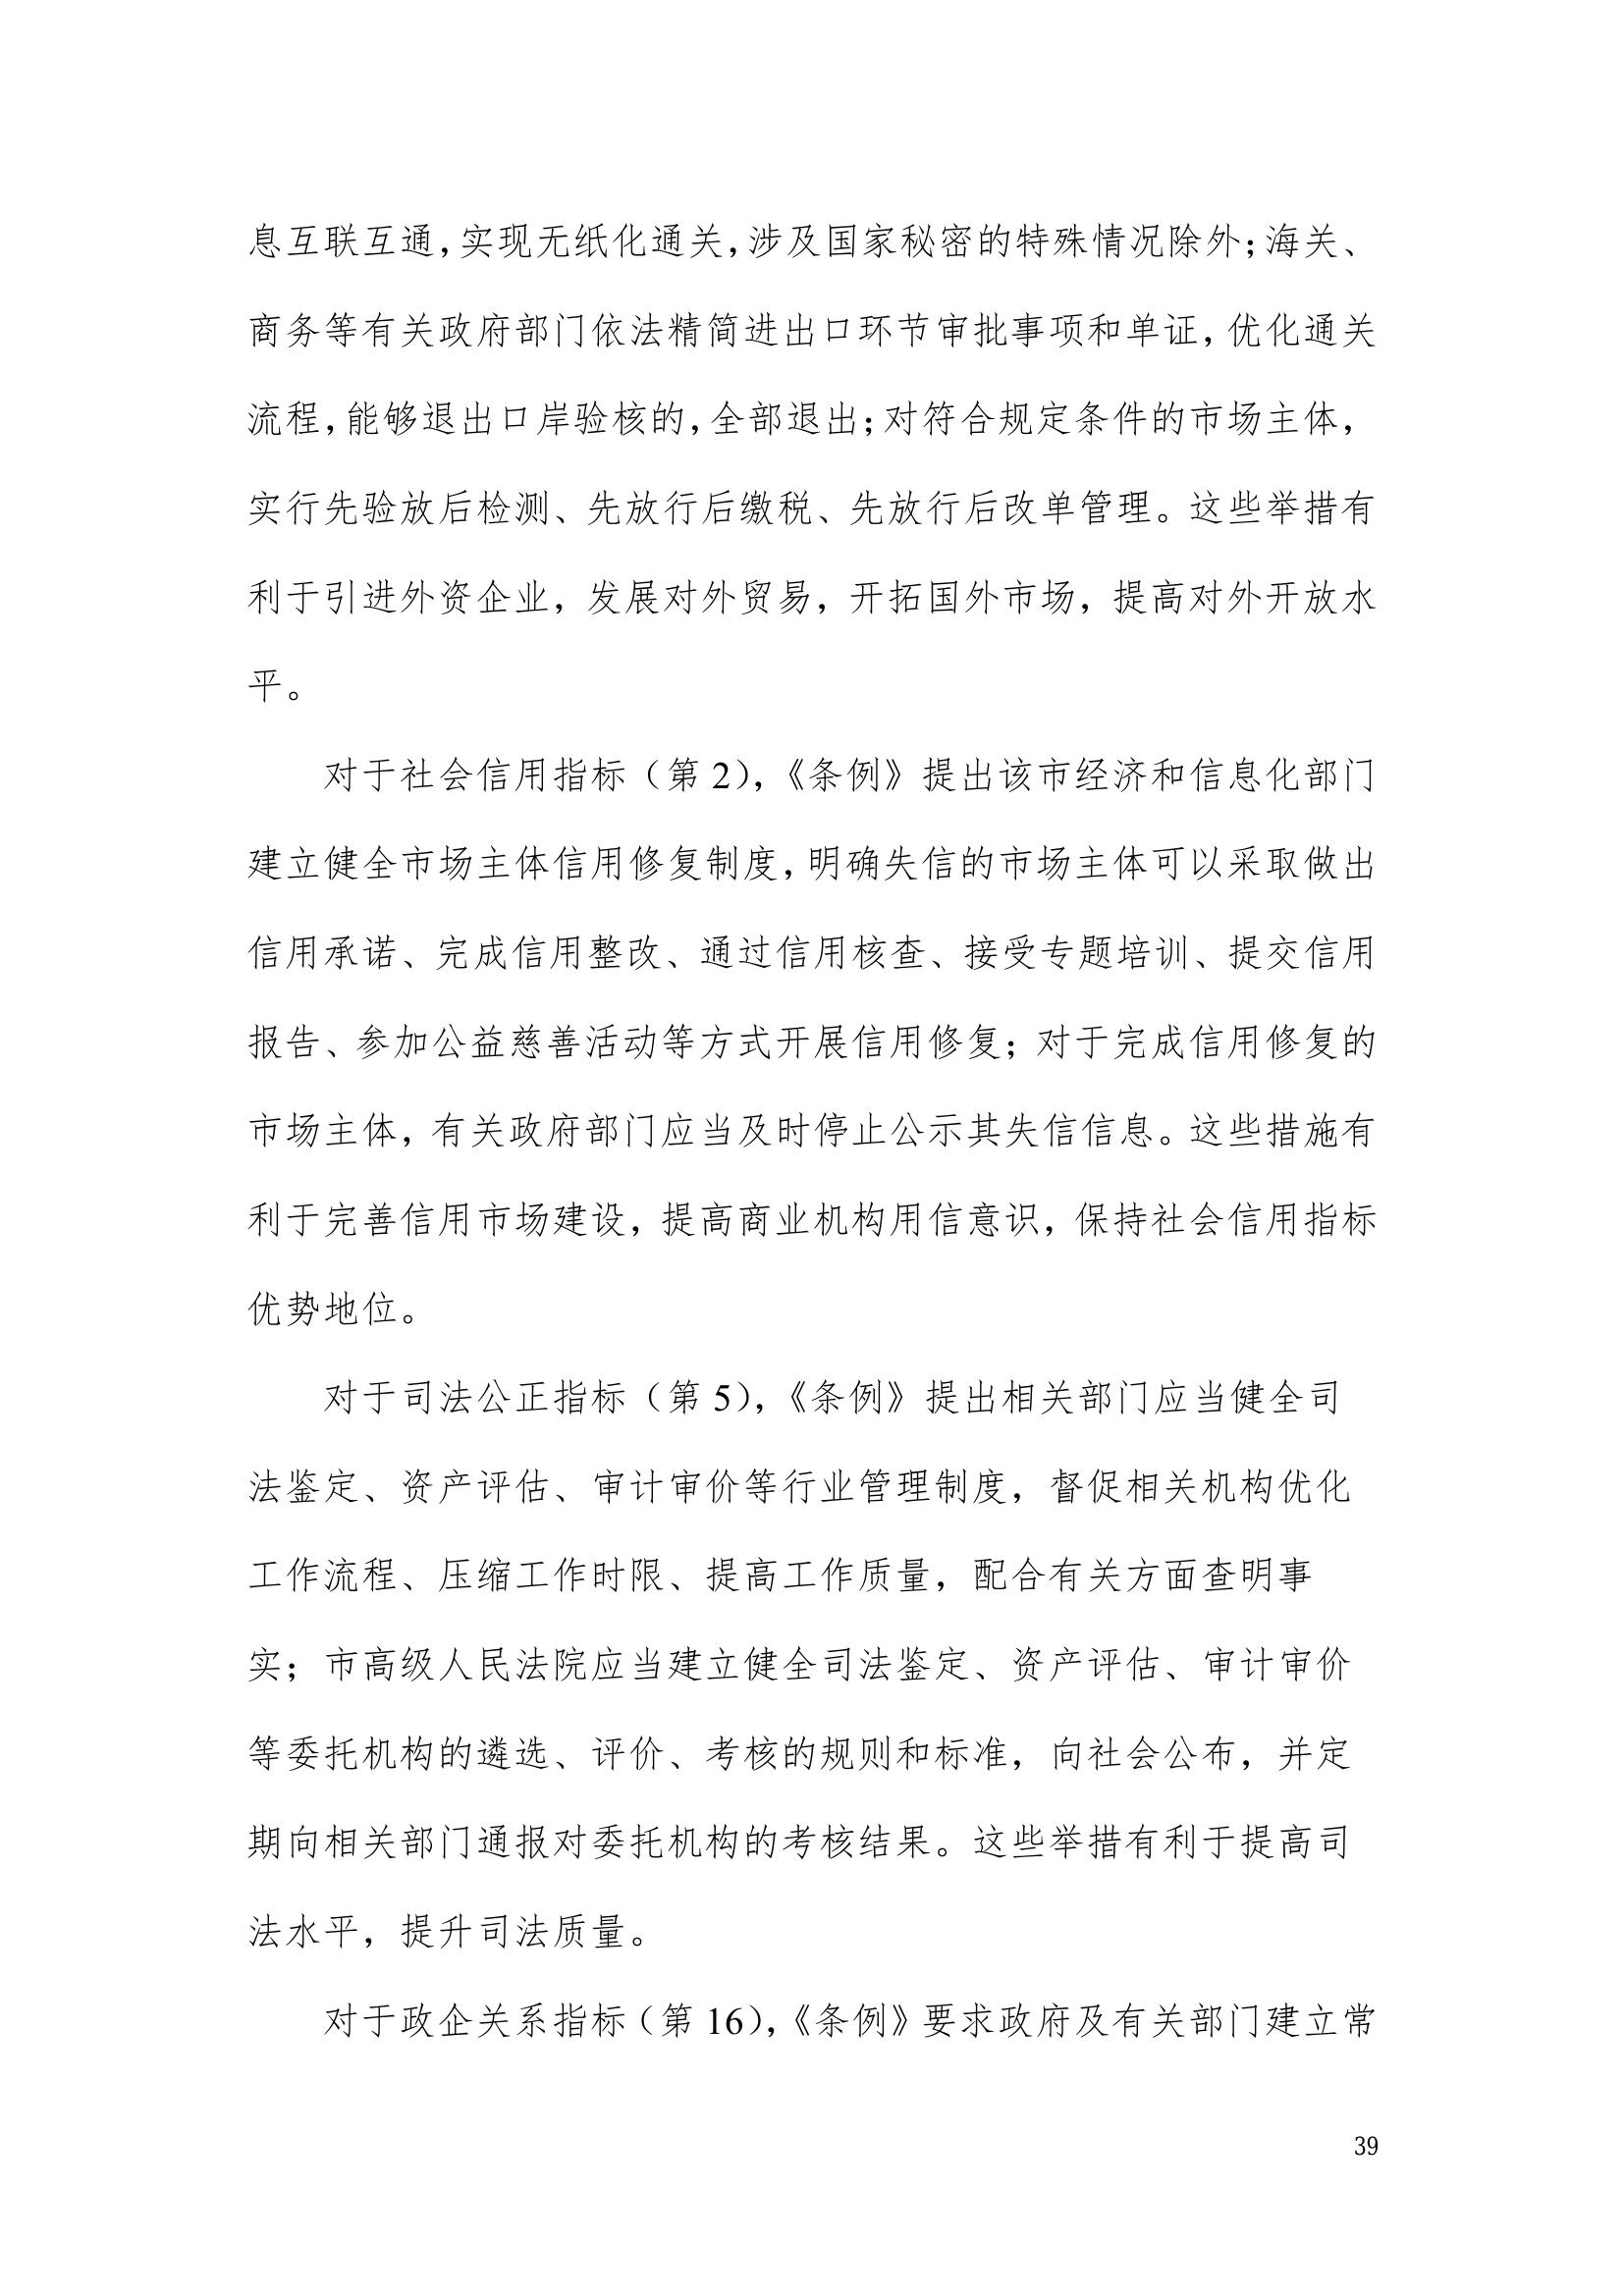 息互联互通，实现无纸化通关，涉及国家秘密的特殊情况除外；海关、
商务等有关政府部门依法精简进出口环节审批事项和单证，优化通关
流程，能够退出口岸验核的，全部退出；对符合规定条件的市场主体，
实行先验放后检测、先放行后缴税、先放行后改单管理。这些举措有
利于引进外资企业，发展对外贸易，开拓国外市场，提高对外开放水
平。
对于社会信用指标（第 2），《条例》提出该市经济和信息化部门
建立健全市场主体信用修复制度，明确失信的市场主体可以采取做出
信用承诺、完成信用整改、通过信用核查、接受专题培训、提交信用
报告、参加公益慈善活动等方式开展信用修复；对于完成信用修复的
市场主体，有关政府部门应当及时停止公示其失信信息。这些措施有
利于完善信用市场建设，提高商业机构用信意识，保持社会信用指标
优势地位。
对于司法公正指标（第 5），《条例》提出相关部门应当健全司
法鉴定、资产评估、审计审价等行业管理制度，督促相关机构优化
工作流程、压缩工作时限、提高工作质量，配合有关方面查明事
实；市高级人民法院应当建立健全司法鉴定、资产评估、审计审价
等委托机构的遴选、评价、考核的规则和标准，向社会公布，并定
期向相关部门通报对委托机构的考核结果。这些举措有利于提高司
法水平，提升司法质量。
对于政企关系指标（第 16），《条例》要求政府及有关部门建立常
39